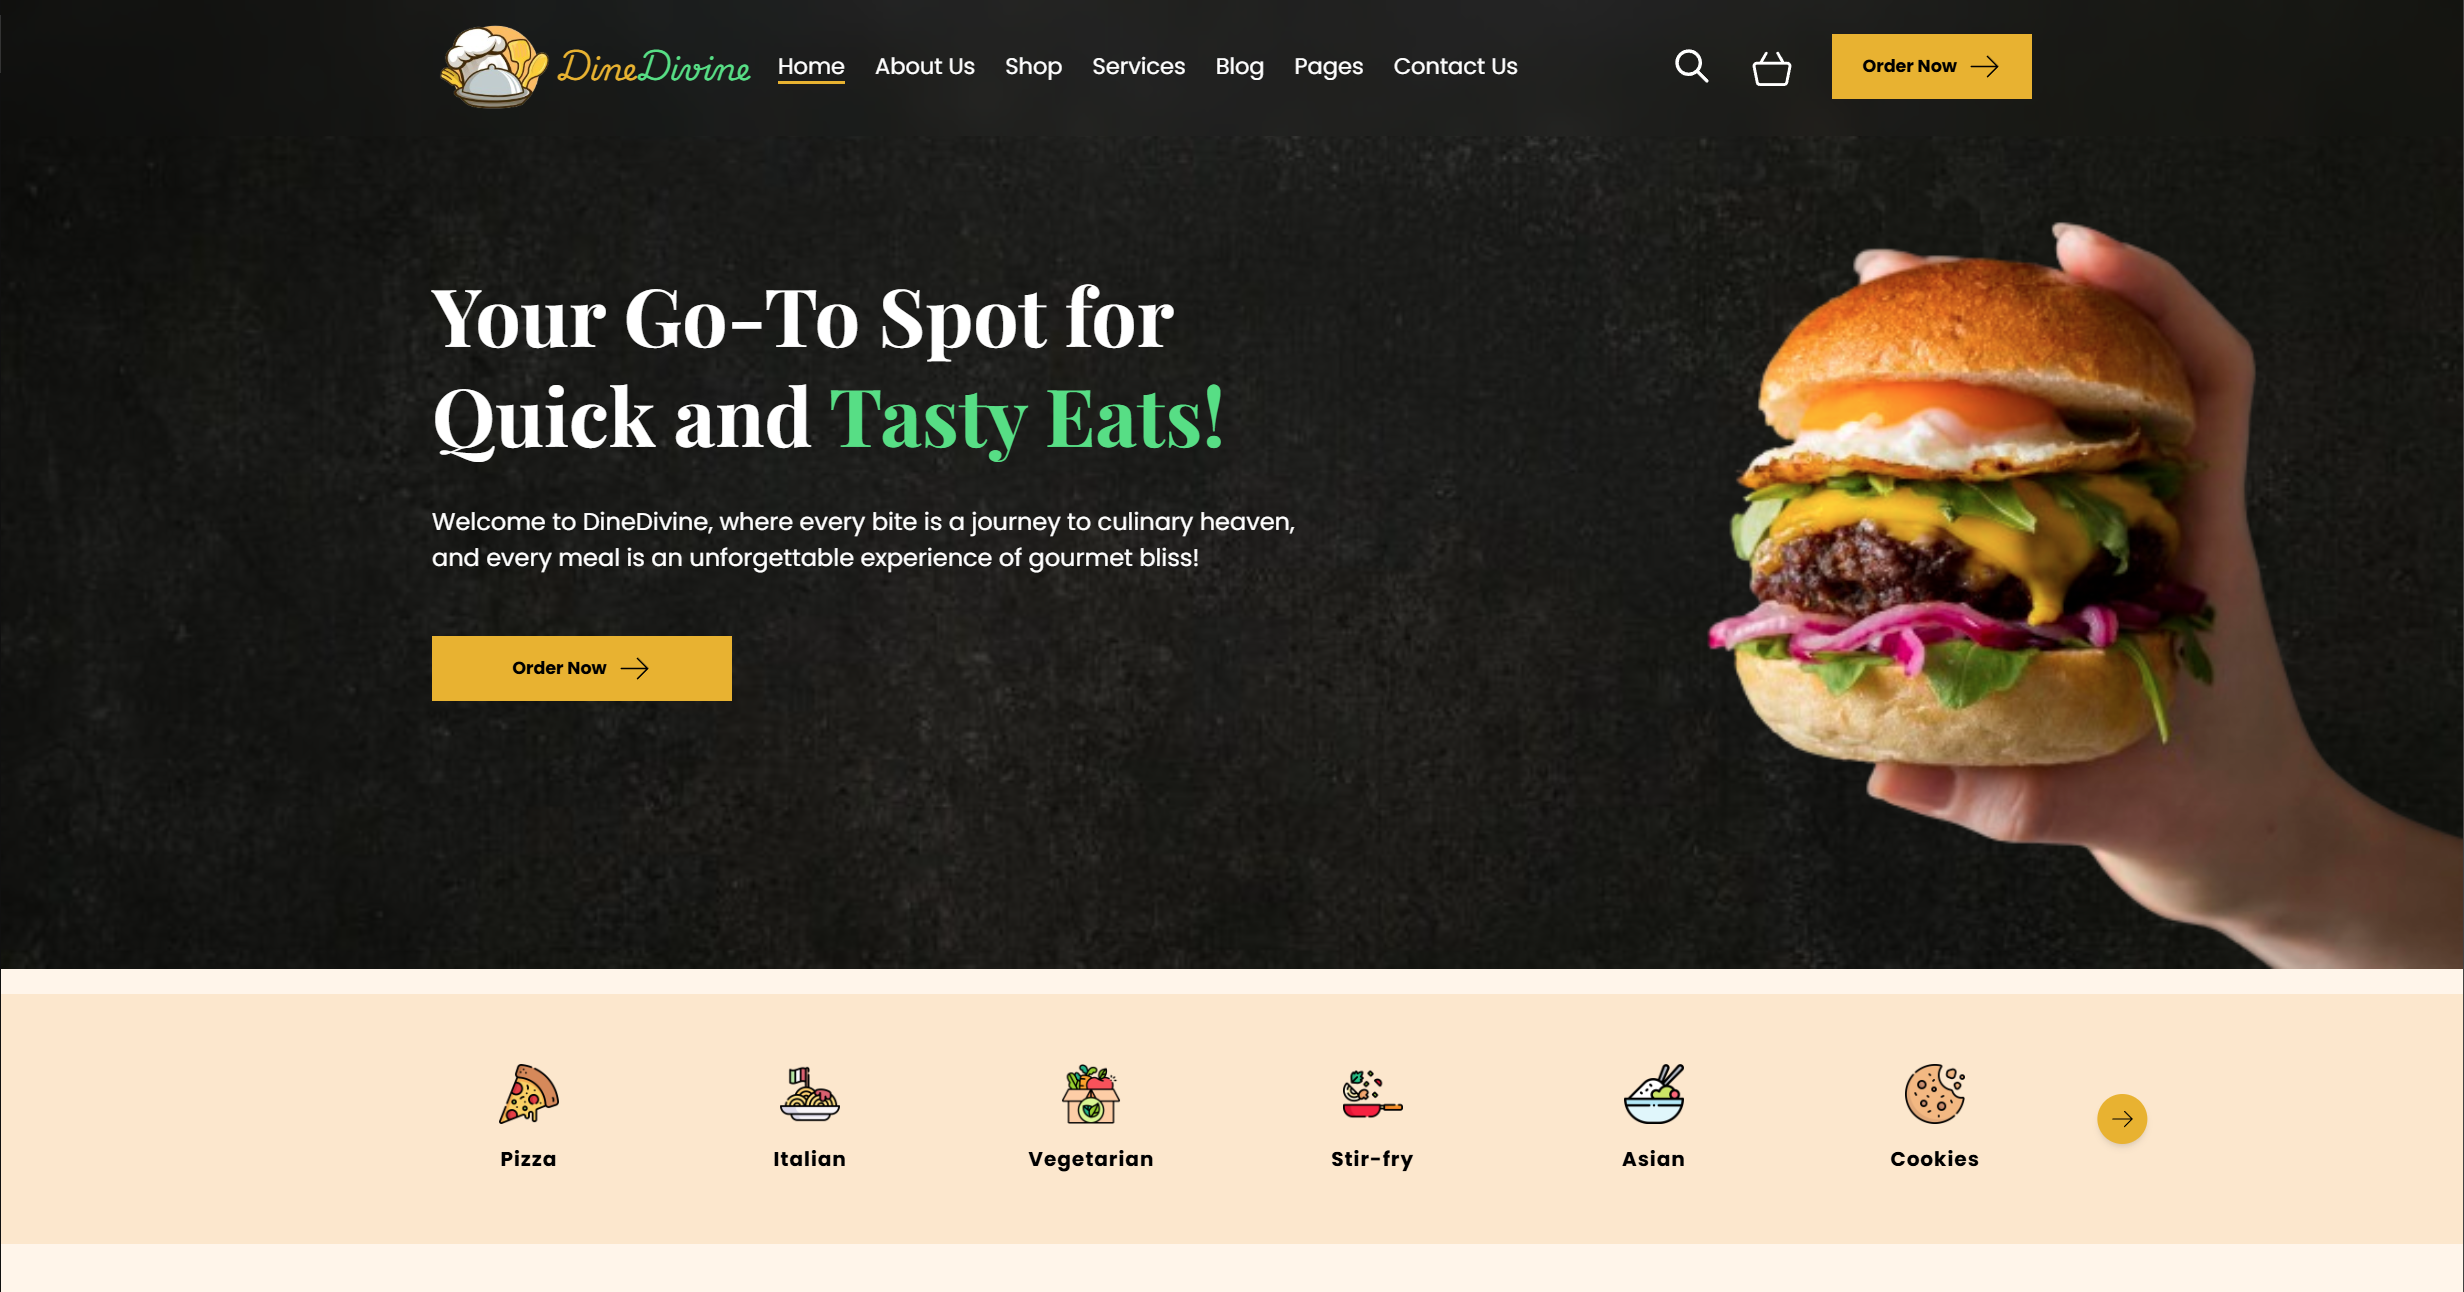 DineDivine
Home About Us Shop Services Blog Pages Contact Us
Order Now
Your Go-To Spot for
Quick and Tasty Eats!
Welcome to DineDivine, where every bite is a journey to culinary heaven,
and every meal is an unforgettable experience of gourmet bliss!
Order Now
Pizza Italian Vegetarian Stir-fry Asian Cookies